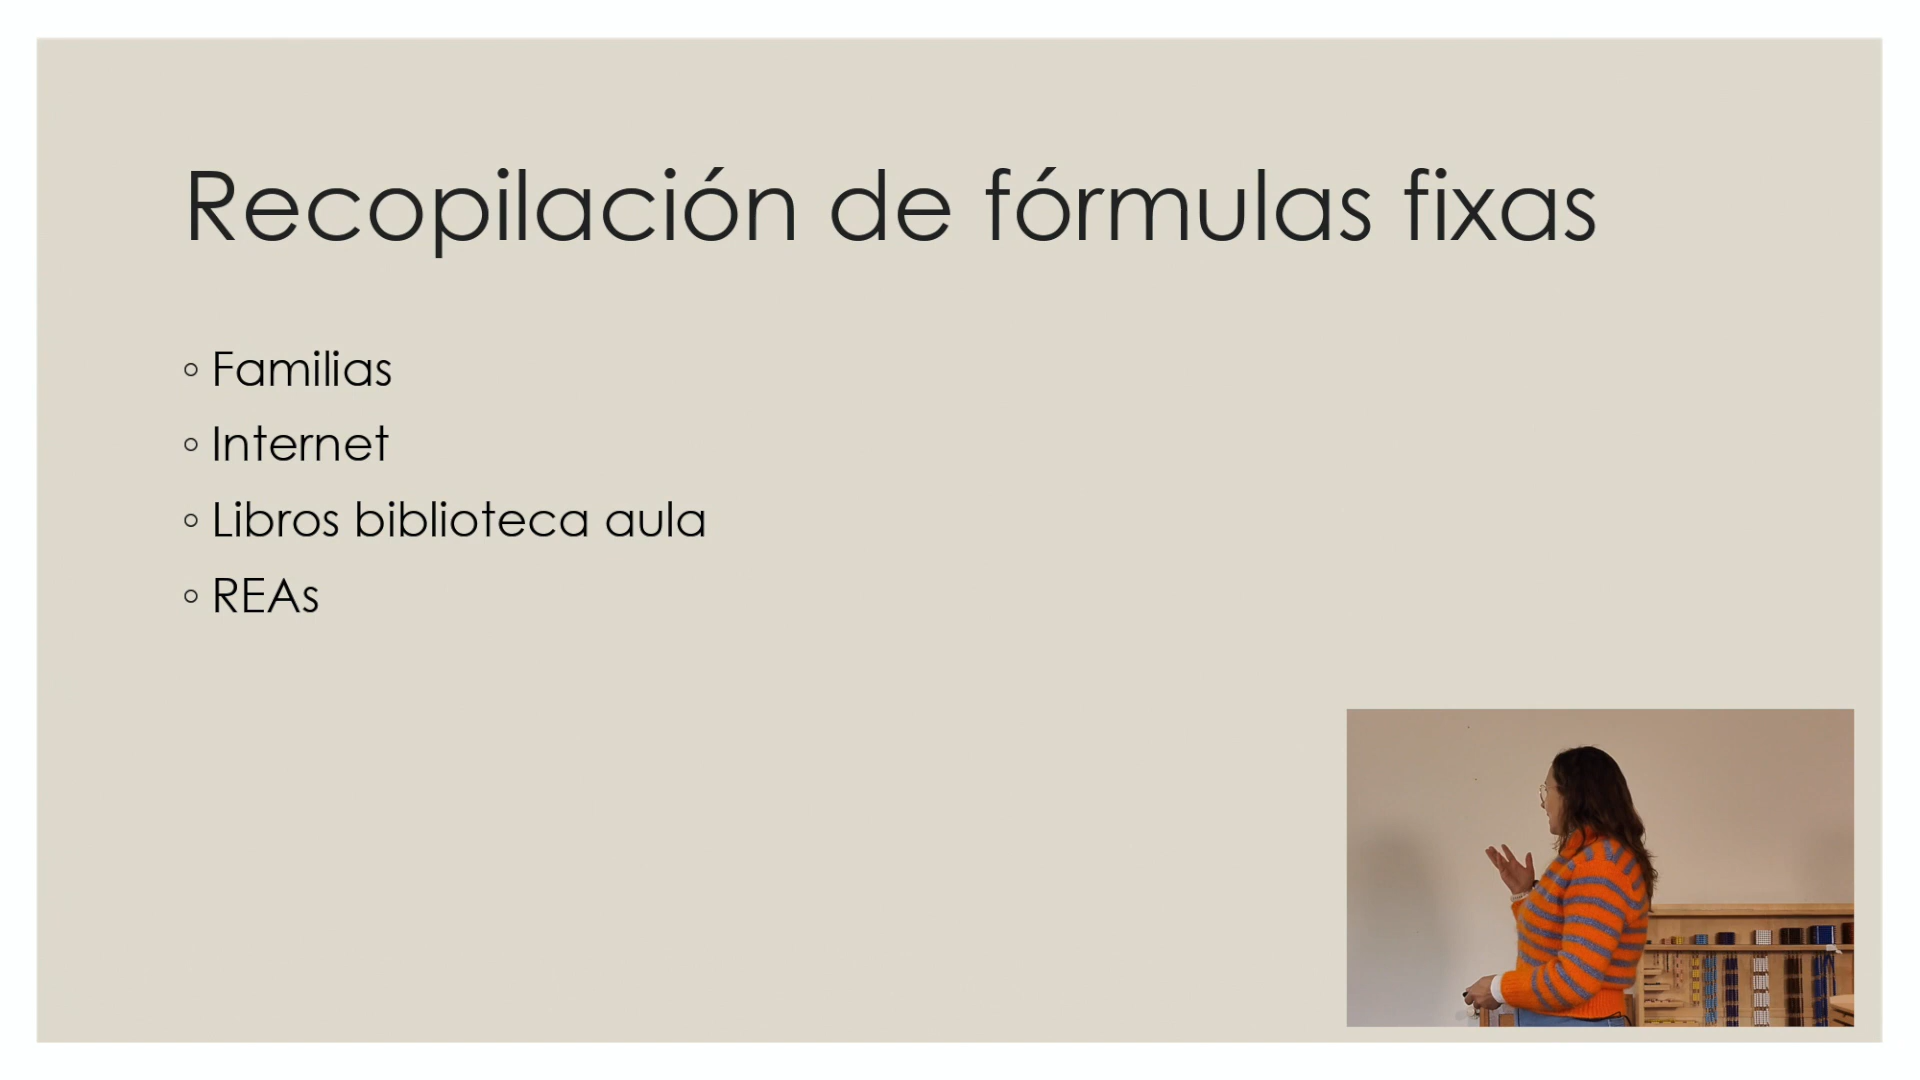 Recopilación de fórmulas fixas
◦ Familias
◦ Internet
◦ Libros biblioteca aula
◦ REAs